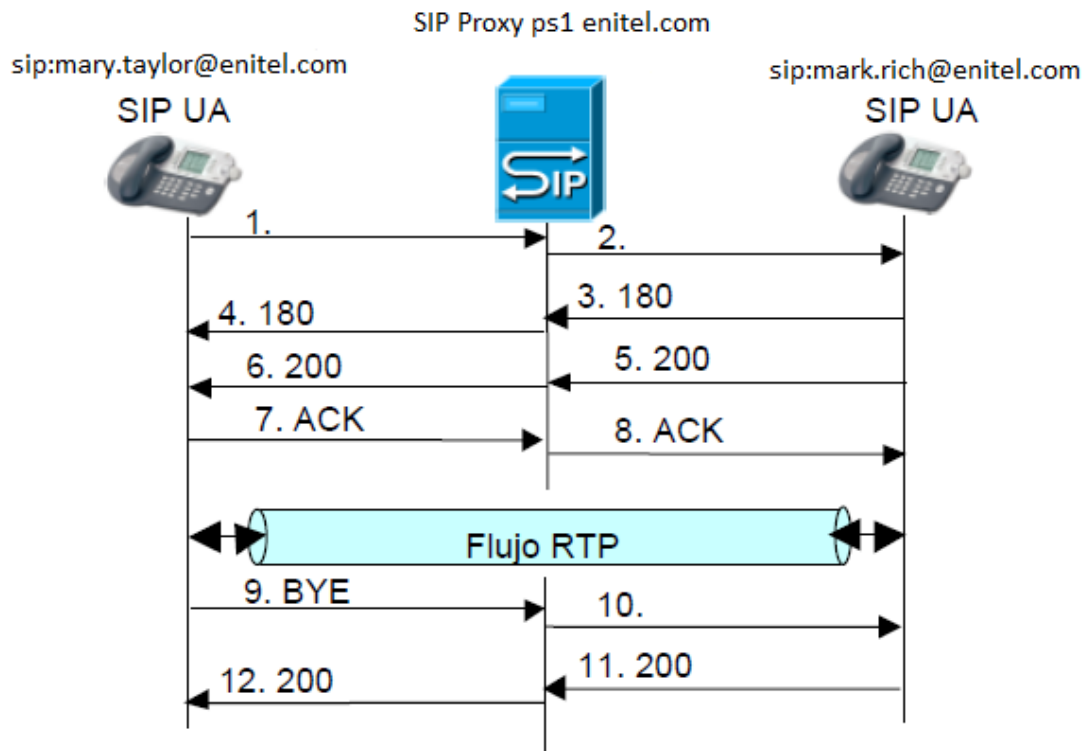 SIP Proxy ps1 enitel.com
sip:mary.taylor@enitel.com
sip:mark.rich@enitel.com
SIP UA
SIP UA
SIP
1.
2.
3. 180
4. 180
5. 200
6. 200
7. ACK
8. ACK
Flujo RTP
9. BYE
10.
11. 200
12. 200